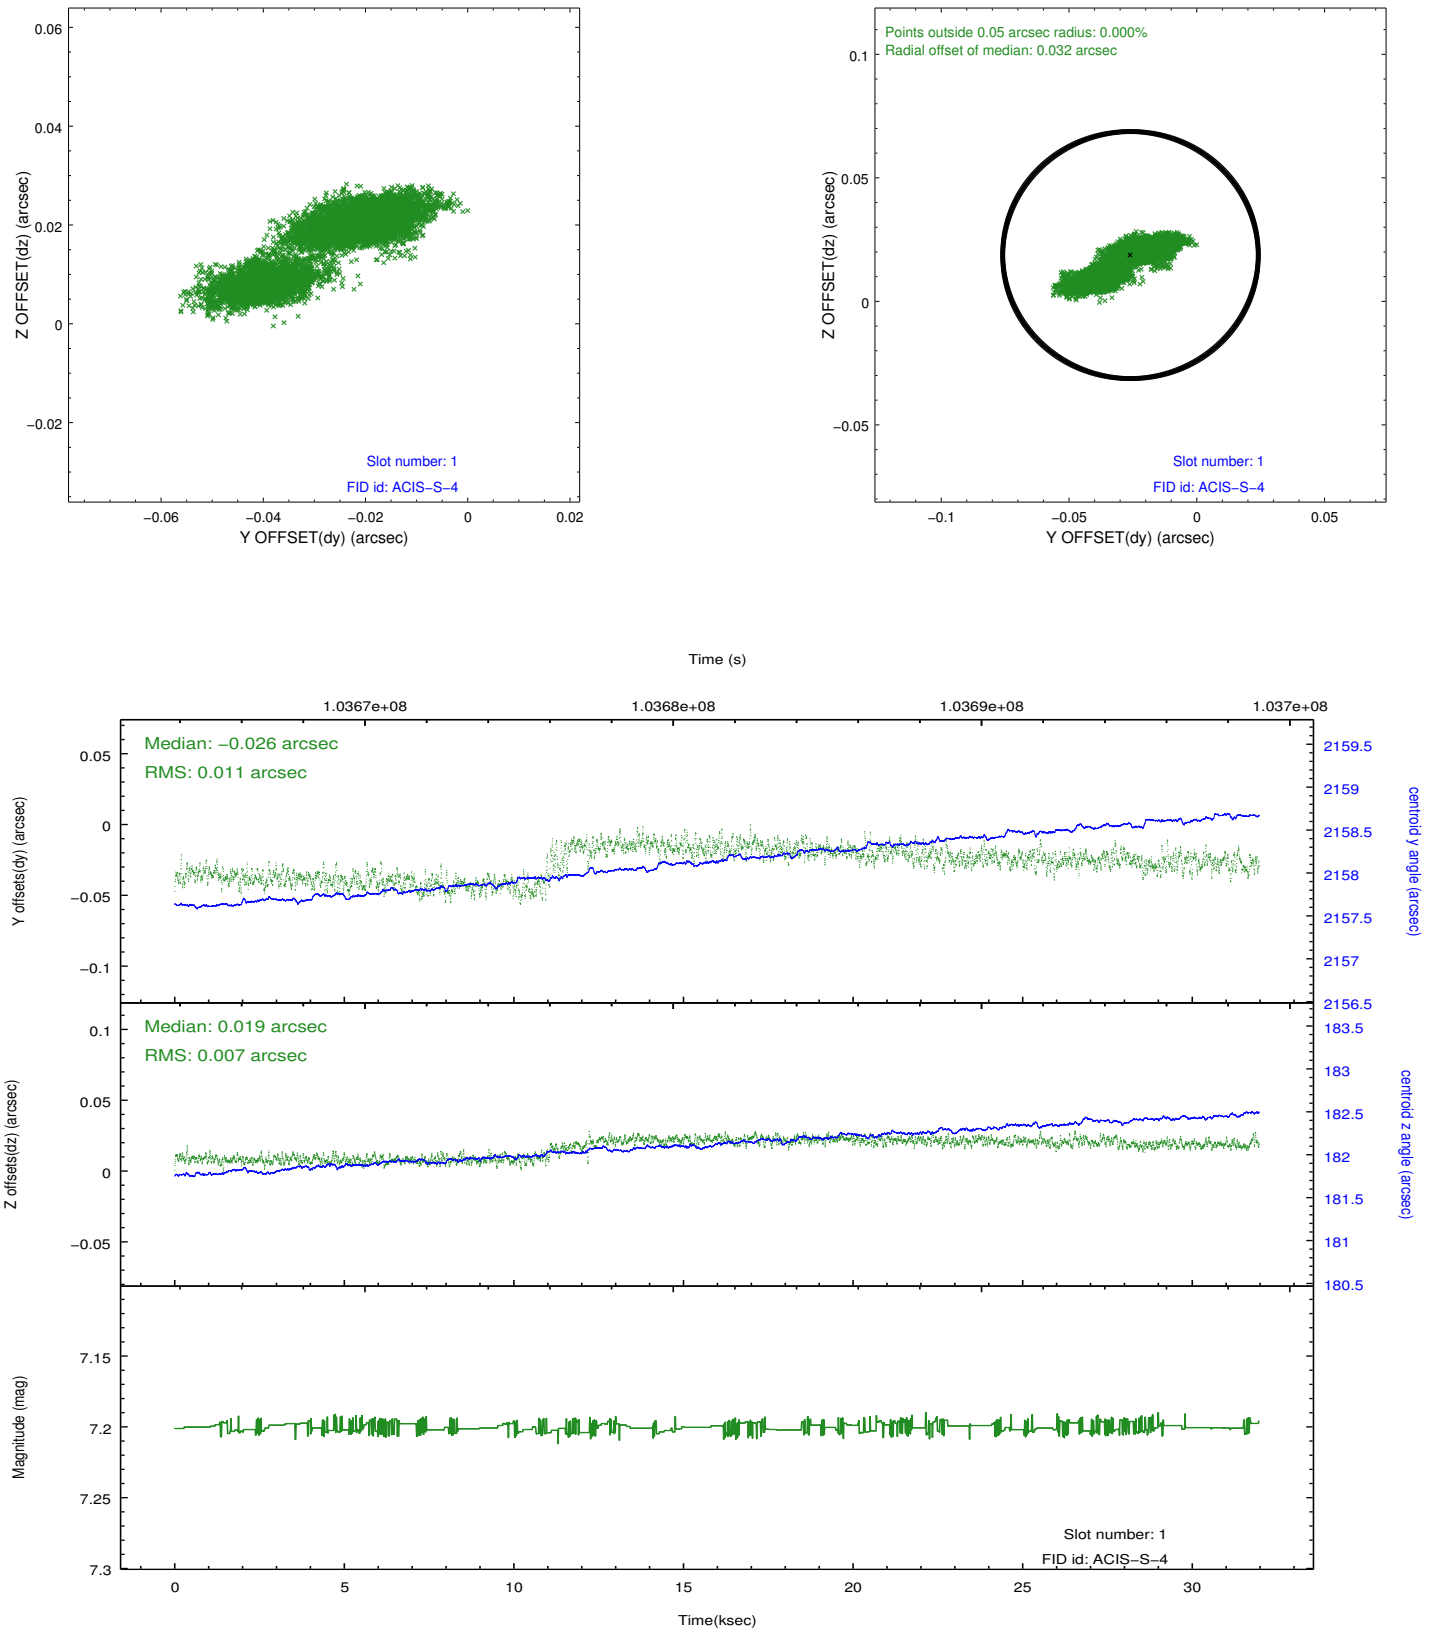 0.06
0.04
0.02
0
−0.02
Z OFFSET(dz) (arcsec)
Slot number: 1
FID id: ACIS−S−4
−0.06 −0.04 −0.02 0 0.02
Y OFFSET(dy) (arcsec)
Points outside 0.05 arcsec radius: 0.000%
Radial offset of median: 0.032 arcsec
0.1
0.05
0
−0.05
Z OFFSET(dz) (arcsec)
Slot number: 1
FID id: ACIS−S−4
−0.1 −0.05 0 0.05
Y OFFSET(dy) (arcsec)
Time (s)
1.0367e+08 1.0368e+08 1.0369e+08 1.037e+08
Median: −0.026 arcsec
RMS: 0.011 arcsec
0.05
0
−0.05
−0.1
Y offsets(dy) (arcsec)
2159.5
2159
2158.5
2158
2157.5
2157
2156.5
centroid y angle (arcsec)
Median: 0.019 arcsec
RMS: 0.007 arcsec
0.1
0.05
0
−0.05
Z offsets(dz) (arcsec)
183.5
183
182.5
182
181.5
181
180.5
centroid z angle (arcsec)
7.15
7.2
7.25
7.3
Magnitude (mag)
Slot number: 1
FID id: ACIS−S−4
0 5 10 15 20 25 30
Time(ksec)